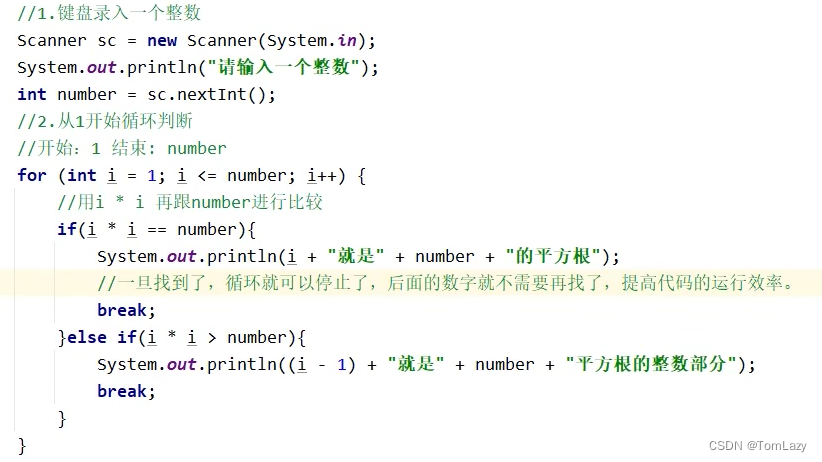 //1.键盘录入一个整数
Scanner sc = new Scanner(System.in);
System.out.println("请输入一个整数");
int number = sc.nextInt();
//2.从1开始循环判断
//开始：1 结束: number
for (int i = 1; i <= number; i++) {
    //用i * i 再跟number进行比较
    if(i * i == number){
        System.out.println(i + "就是" + number + "的平方根");
        //一旦找到了，循环就可以停止了，后面的数字就不需要再找了，提高代码的运行效率。
        break;
    }else if(i * i > number){
        System.out.println((i - 1) + "就是" + number + "平方根的整数部分");
        break;
    }
}
CSDN @TomLazy